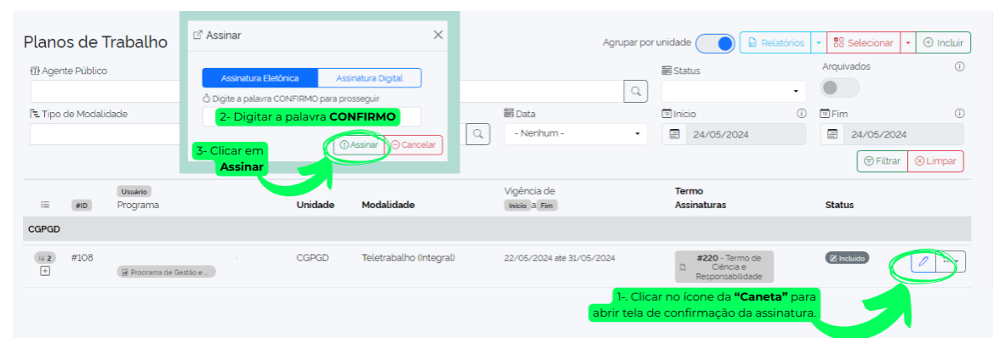 Planos de Trabalho
Assinar
Agrupar por unidade
Relatórios
Selecionar
Incluir
Agente Público
Status
Arquivados
Assinatura Eletônica
Assinatura Digital
Digite a palavra CONFIRMO para prosseguir
2- Digitar a palavra CONFIRMO
Tipo de Modalidade
Data
Início
Fim
- Nenhum -
24/05/2024
24/05/2024
3- Clicar em
Assinar
Assinar
Cancelar
Filtrar
Limpar
#ID
Usuário
Programa
Unidade
Modalidade
Vigência de
Início a Fim
Termo
Assinaturas
Status
CGPGD
2
#108
Programa de Gestão e ...
CGPGD
Teletrabalho (Integral)
22/05/2024 até 31/05/2024
#220 - Termo de
Ciência e
Responsabilidade
Incluído
1-. Clicar no ícone da “Caneta” para
abrir tela de confirmação da assinatura.